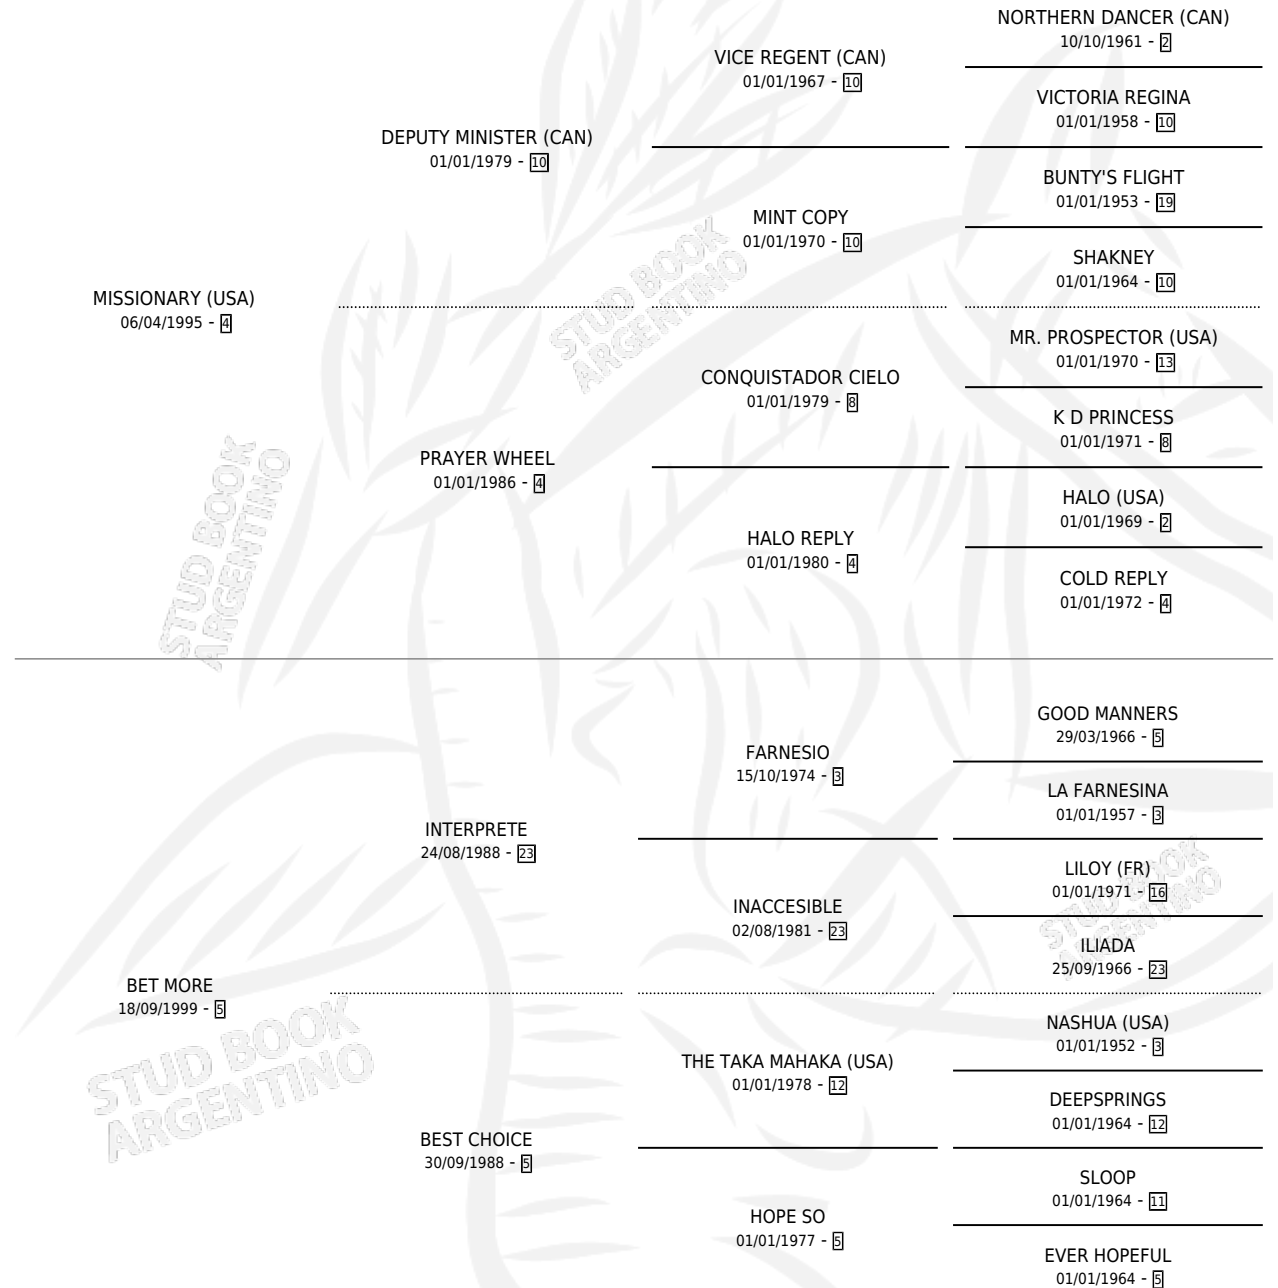 NORTHERN DANCER (CAN)
10/10/1961 - 2
VICE REGENT (CAN)
01/01/1967 - 10
VICTORIA REGINA
01/01/1958 - 10
DEPUTY MINISTER (CAN)
01/01/1979 - 10
BUNTY'S FLIGHT
01/01/1953 - 19
MINT COPY
01/01/1970 - 10
SHAKNEY
01/01/1964 - 10
MISSIONARY (USA)
06/04/1995 - 4
MR. PROSPECTOR (USA)
01/01/1970 - 13
CONQUISTADOR CIELO
01/01/1979 - 8
K D PRINCESS
01/01/1971 - 8
PRAYER WHEEL
01/01/1986 - 4
HALO (USA)
01/01/1969 - 2
HALO REPLY
01/01/1980 - 4
COLD REPLY
01/01/1972 - 4
GOOD MANNERS
29/03/1966 - 5
FARNESIO
15/10/1974 - 3
LA FARNESINA
01/01/1957 - 3
INTERPRETE
24/08/1988 - 23
LILOY (FR)
01/01/1971 - 16
INACCESIBLE
02/08/1981 - 23
ILIADA
25/09/1966 - 23
BET MORE
18/09/1999 - 5
NASHUA (USA)
01/01/1952 - 3
THE TAKA MAHAKA (USA)
01/01/1978 - 12
DEEPSPRINGS
01/01/1964 - 12
BEST CHOICE
30/09/1988 - 5
SLOOP
01/01/1964 - 11
HOPE SO
01/01/1977 - 5
EVER HOPEFUL
01/01/1964 - 5
STUD BOOK
ARGENTINO
STUD BOOK
ARGENTINO
STUD BOOK
ARGENTINO
STUD BOOK
ARGENTINO